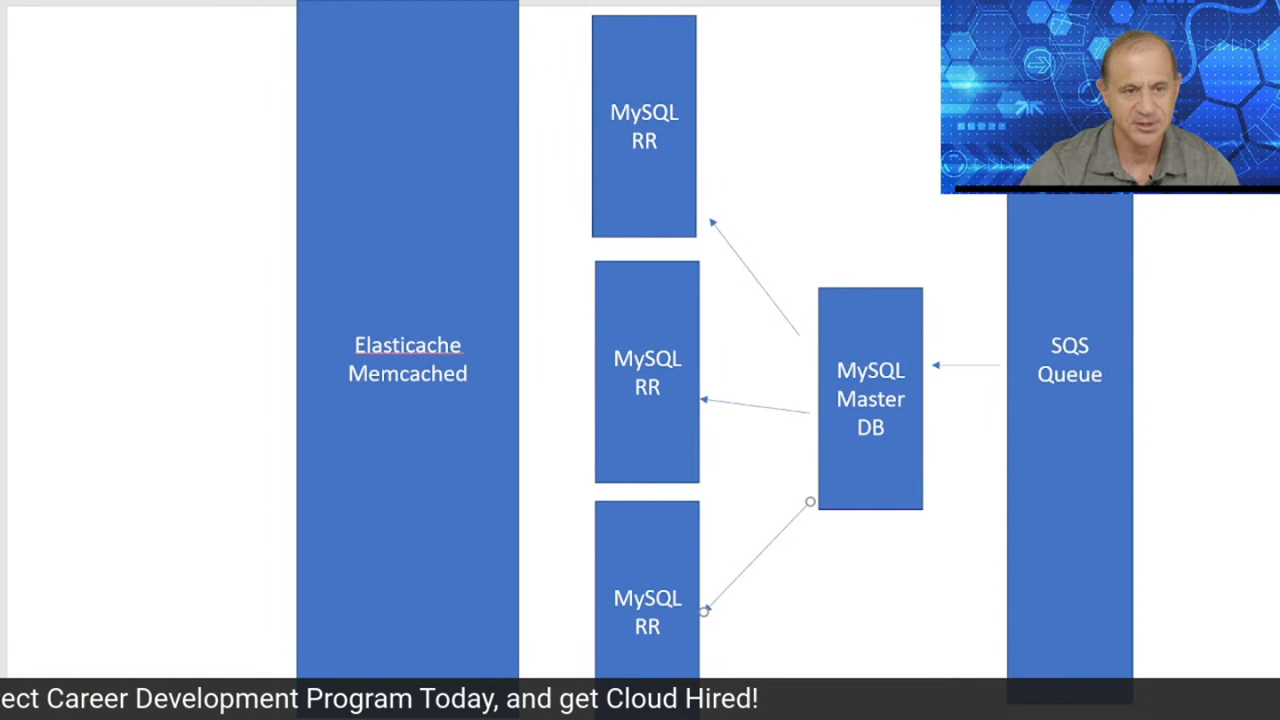 MySQL
RR
Elasticache
Memcached
MySQL
RR
MySQL
Master
DB
SQS
Queue
MySQL
RR
tect Career Development Program Today, and get Cloud Hired!